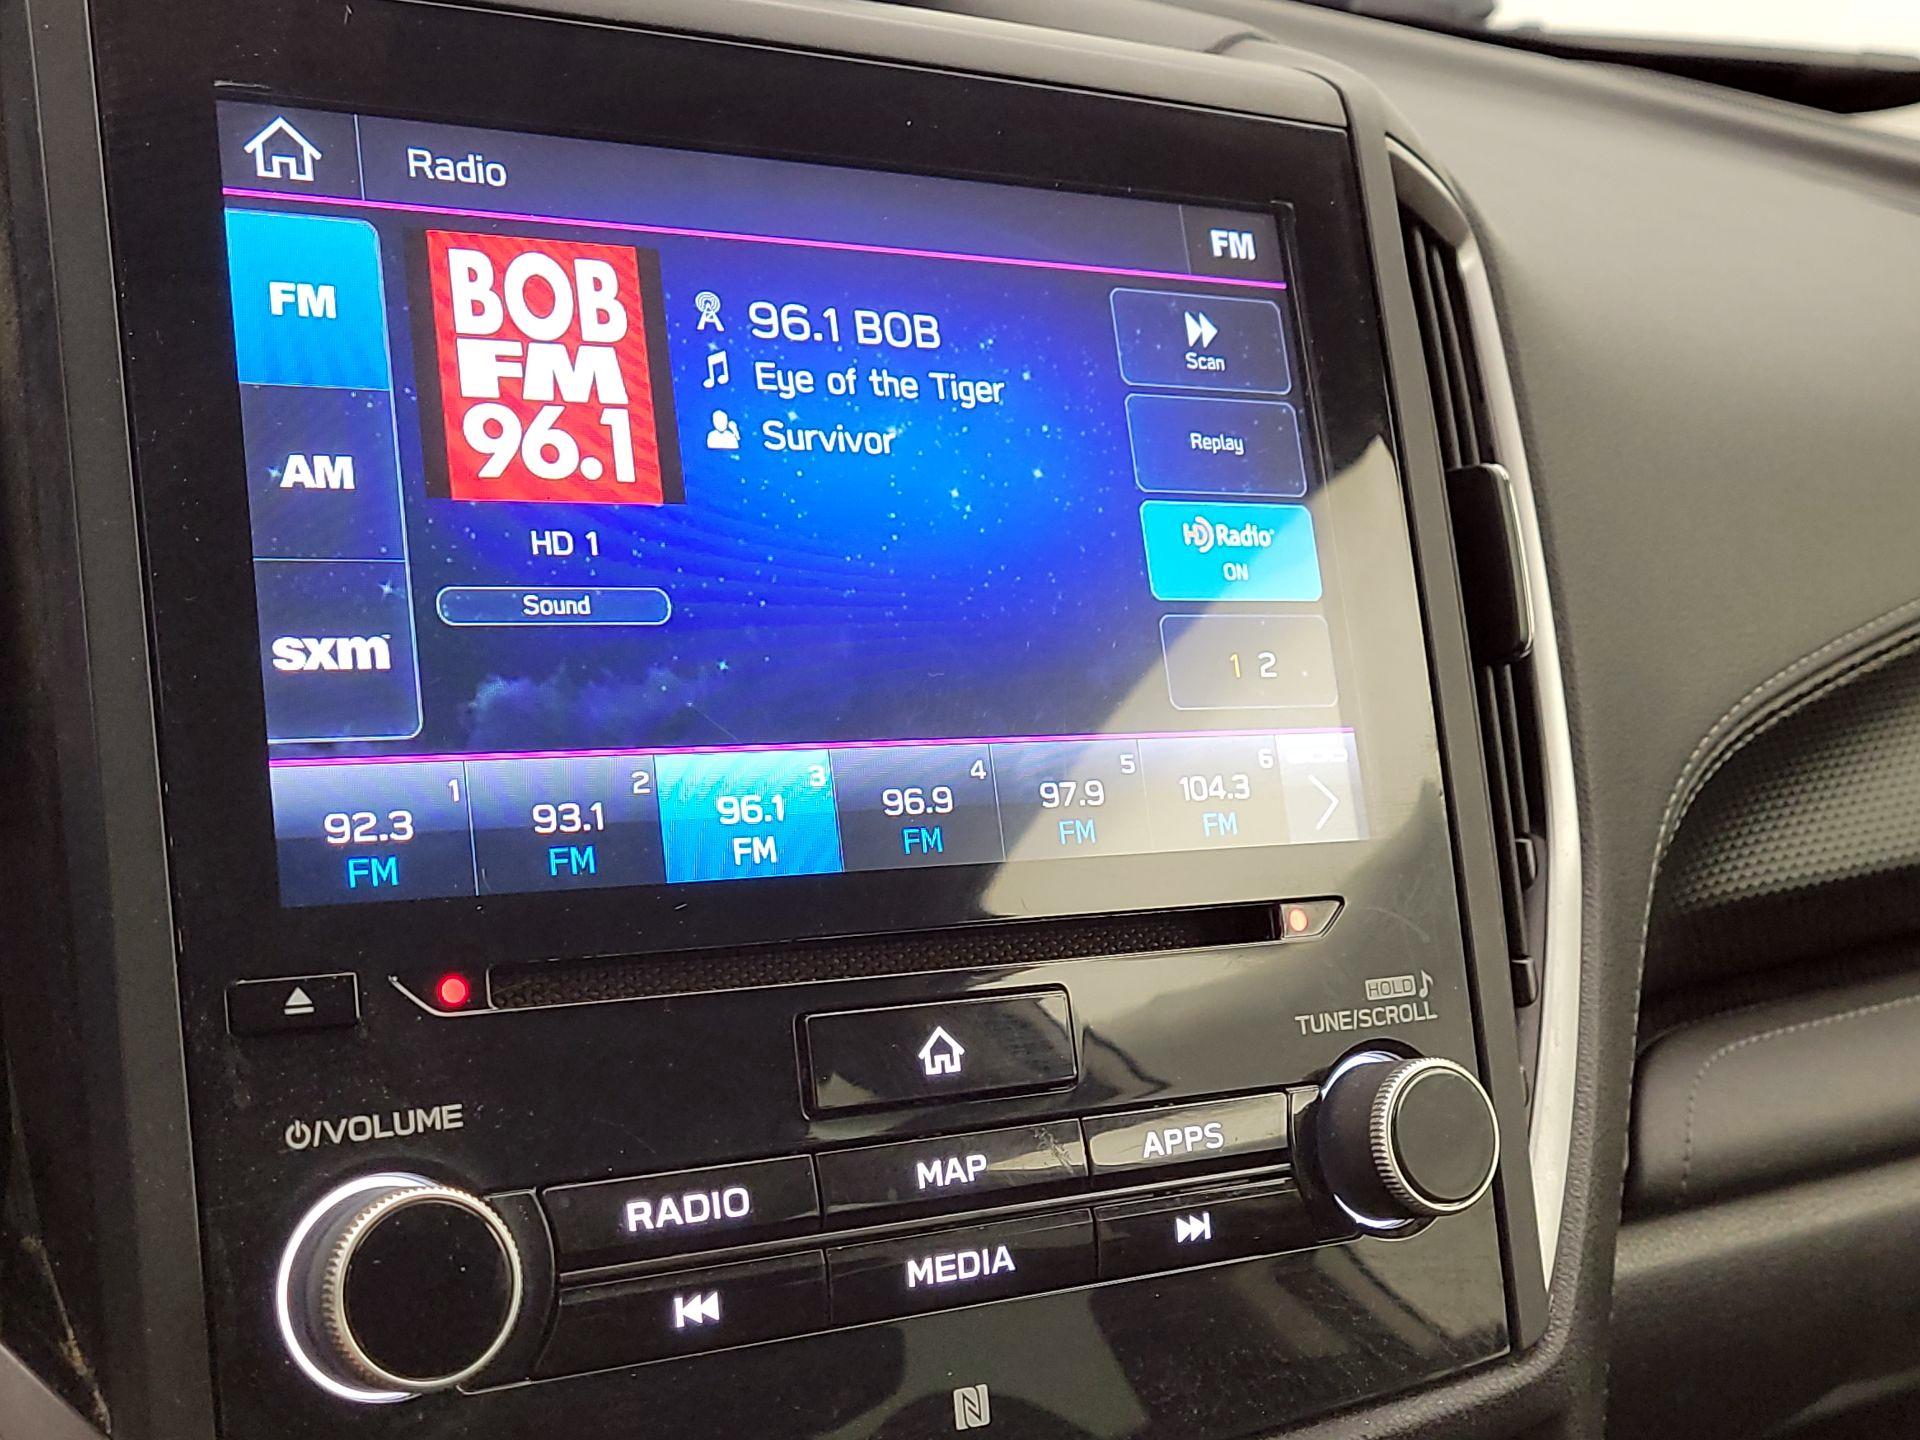 Radio
FM
FM
AM
sxm
BOB
FM
96.1
HD 1
Sound
96.1 BOB
Eye of the Tiger
Survivor
Scan
Replay
HD Radio
ON
1 2
1
92.3
FM
2
93.1
FM
3
96.1
FM
4
96.9
FM
5
97.9
FM
6
104.3
FM
HOLD
TUNE/SCROLL
/VOLUME
RADIO
MAP
APPS
MEDIA
N